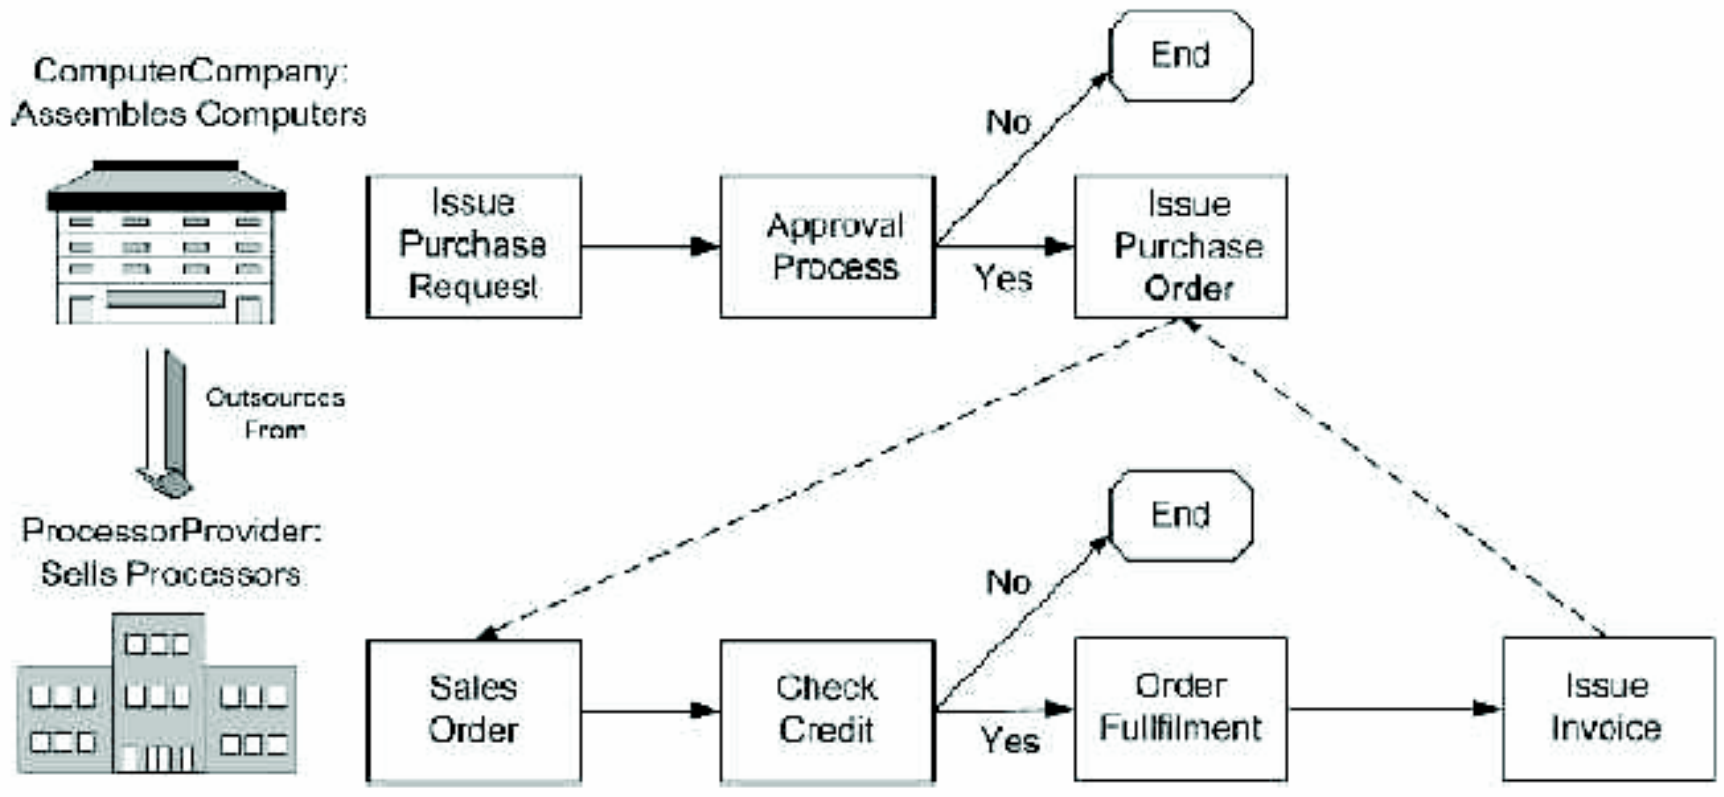 ComputerCompany:
Assembles Computers
End
No
Issue
Purchase
Request
Approval
Process
Yes
Issue
Purchase
Order
Outsources
From
ProcessorProvider:
Sells Processors
End
No
Sales
Order
Check
Credit
Yes
Order
Fullfilment
Issue
Invoice